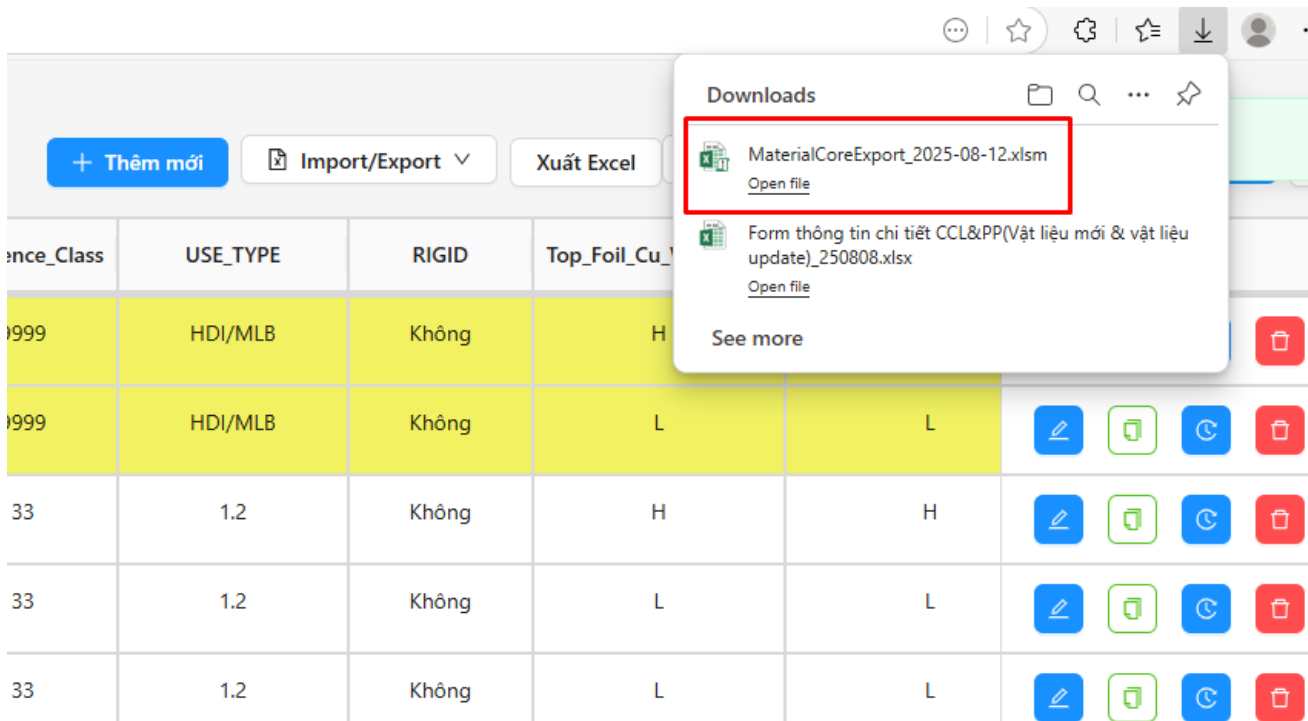 Downloads
MaterialCoreExport_2025-08-12.xlsm
Open file
Form thông tin chi tiết CCL&PP(Vật liệu mới & vật liệu
update)_250808.xlsx
Open file
See more
+ Thêm mới
Import/Export
Xuất Excel
ence_Class USE_TYPE RIGID Top_Foil_Cu_
9999 HDI/MLB Không H
9999 HDI/MLB Không L L
33 1.2 Không H H
33 1.2 Không L L
33 1.2 Không L L